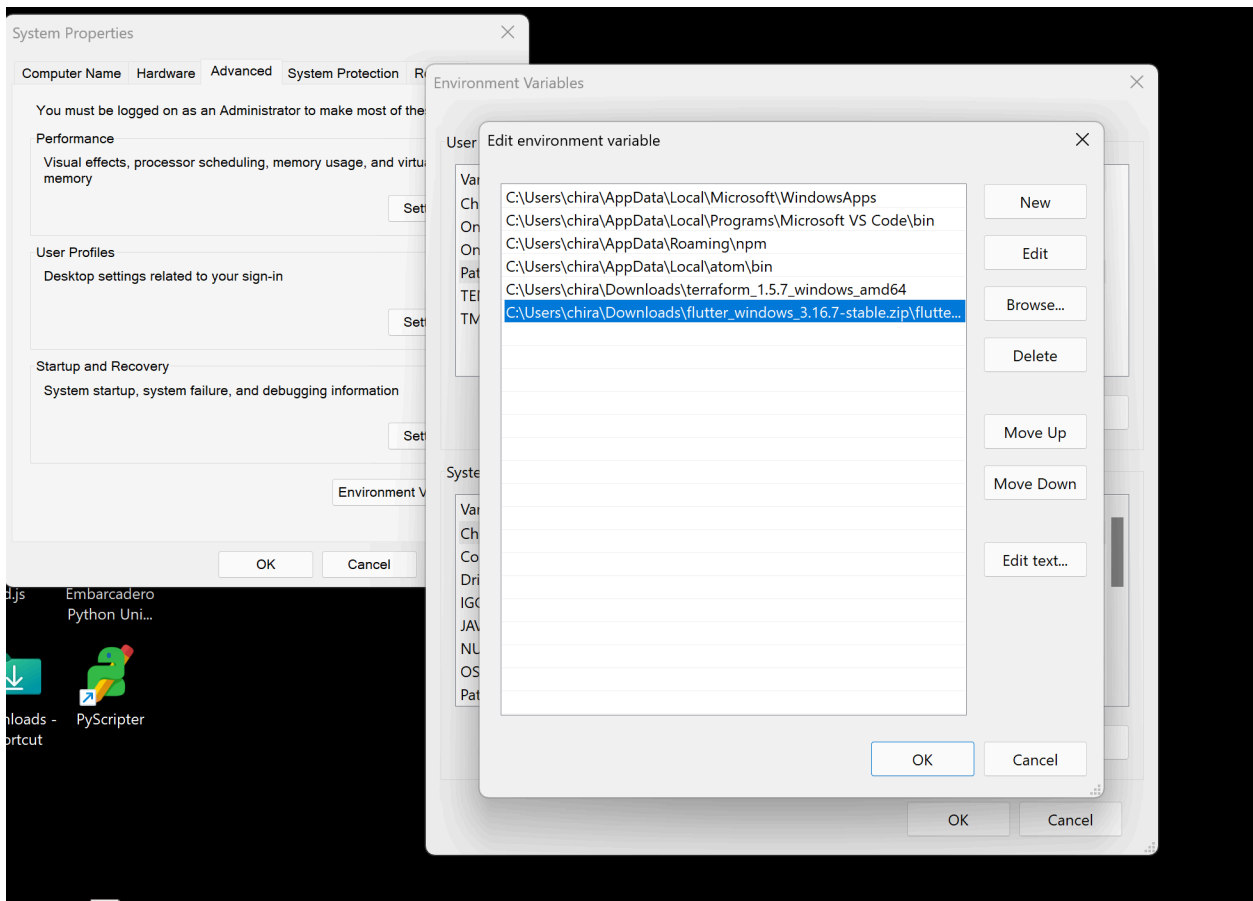 System Properties
Computer Name Hardware Advanced System Protection
You must be logged on as an Administrator to make most of
Performance
Visual effects, processor scheduling, memory usage, and
memory
User Profiles
Desktop settings related to your sign-in
Startup and Recovery
System startup, system failure, and debugging information
Environment
OK Cancel
d.js
Embarcadero
Python Uni...
PyScripter
Environment Variables
User
Syste
Edit environment variable
C:\Users\chira\AppData\Local\Microsoft\WindowsApps
C:\Users\chira\AppData\Local\Programs\Microsoft VS Code\bin
C:\Users\chira\AppData\Roaming\npm
C:\Users\chira\AppData\Local\atom\bin
C:\Users\chira\Downloads\terraform_1.5.7_windows_amd64
C:\Users\chira\Downloads\flutter_windows_3.16.7-stable.zip\flutte...
New
Edit
Browse...
Delete
Move Up
Move Down
Edit text...
OK Cancel
OK Cancel